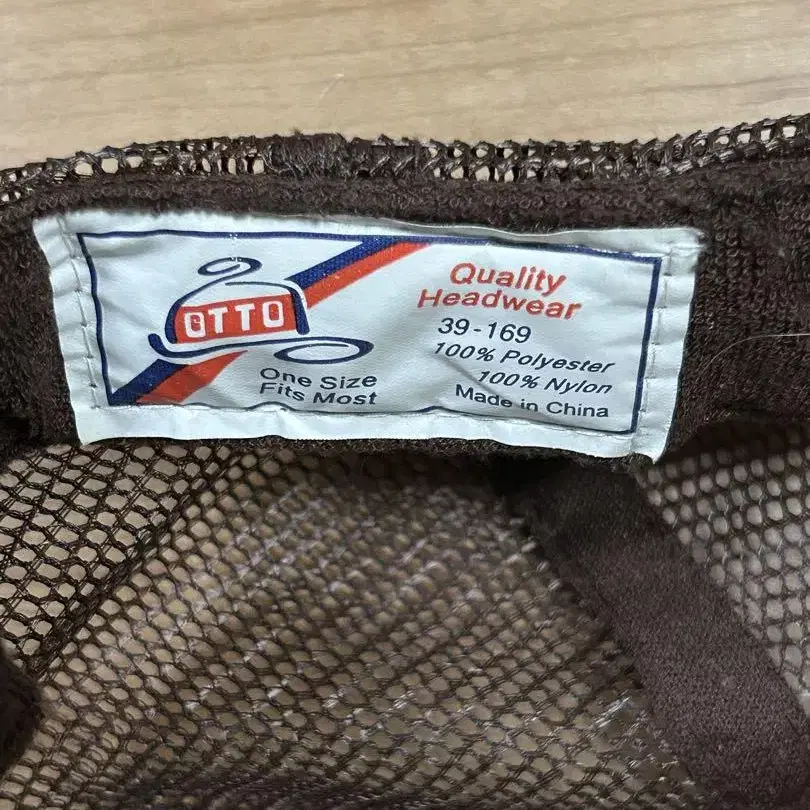 OTTO
One Size
Fits Most
Quality
Headwear
39-169
100% Polyester
100% Nylon
Made in China